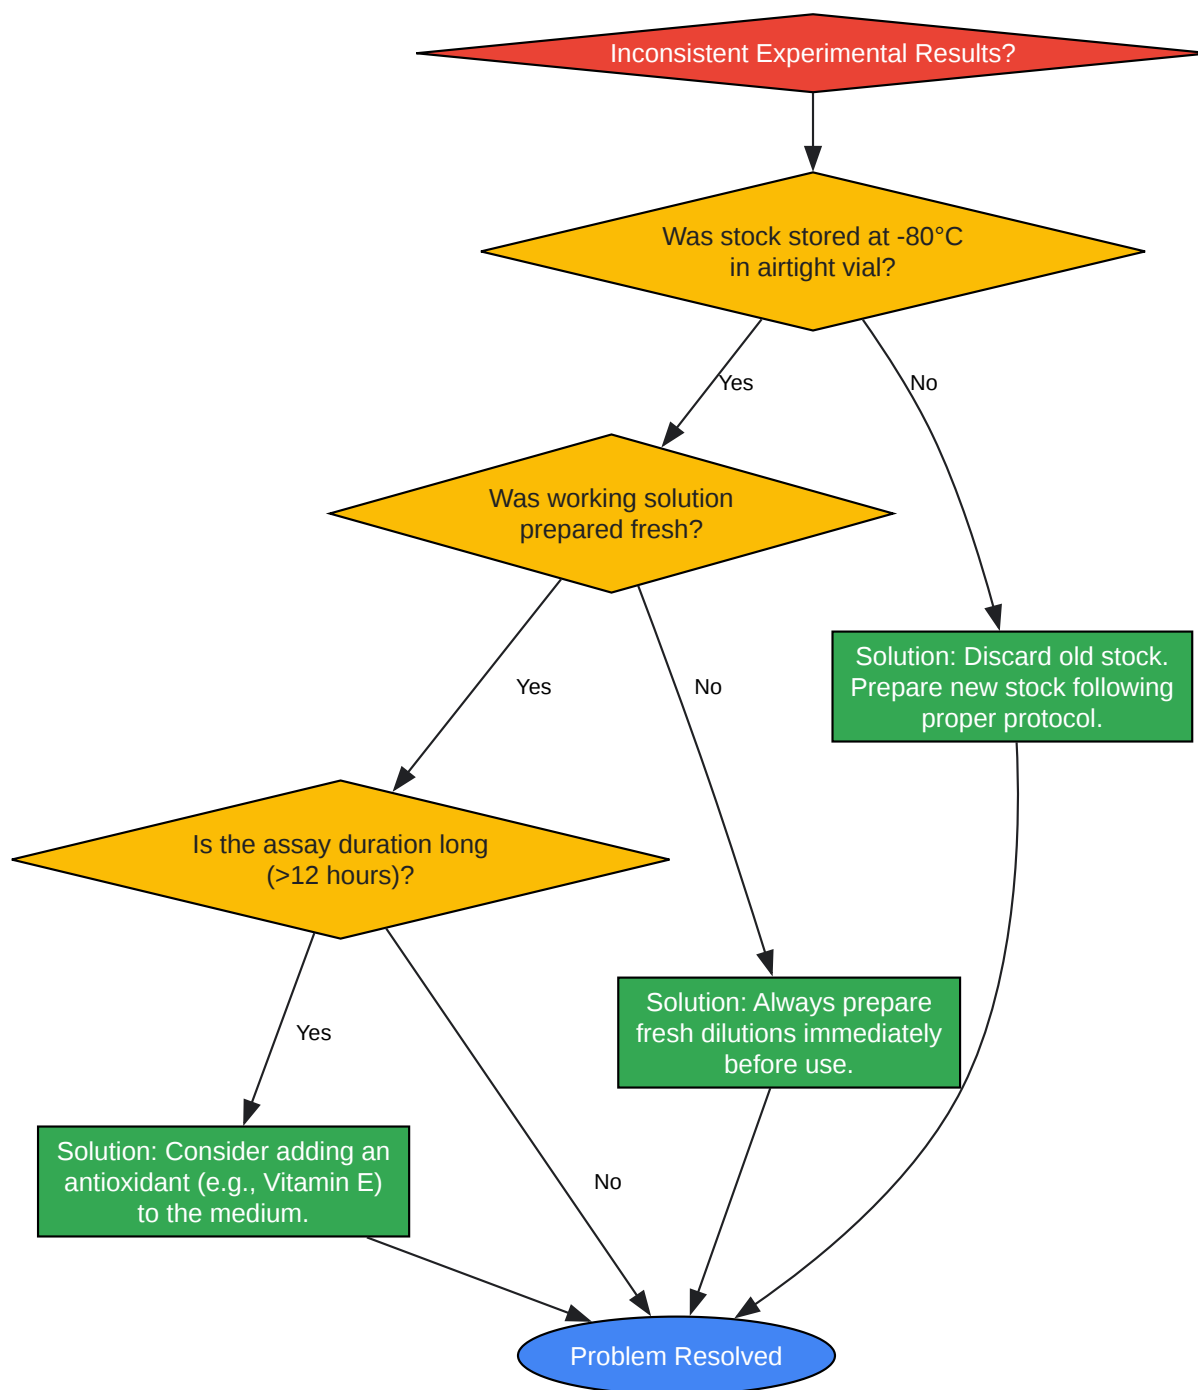 Inconsistent Experimental Results?
Was stock stored at -80°C
in airtight vial?
Yes
No
Was working solution
prepared fresh?
Solution: Discard old stock.
Prepare new stock following
proper protocol.
Yes
No
Is the assay duration long
(>12 hours)?
Solution: Always prepare
fresh dilutions immediately
before use.
Yes
Solution: Consider adding an
antioxidant (e.g., Vitamin E)
to the medium.
No
Problem Resolved